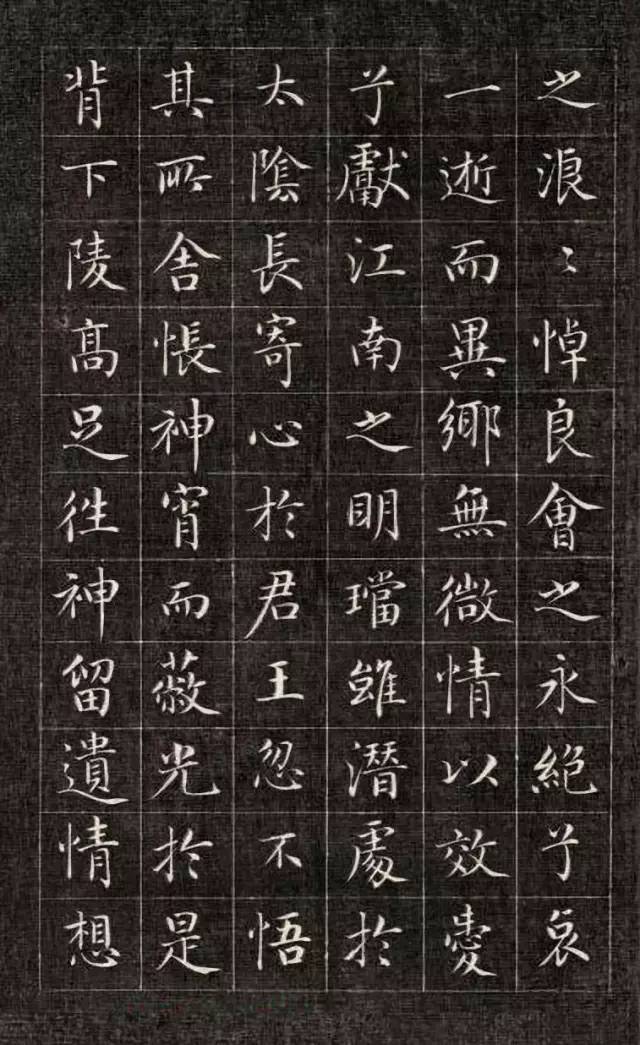 之浪〻悼良會之永絕兮哀
一逝而異鄉無微情以效愛
兮獻江南之明璫雖潛處於
太陰長寄心於君王忽不悟
其所舍悵神宵而蔽光於是
背下陵高足往神留遺情想